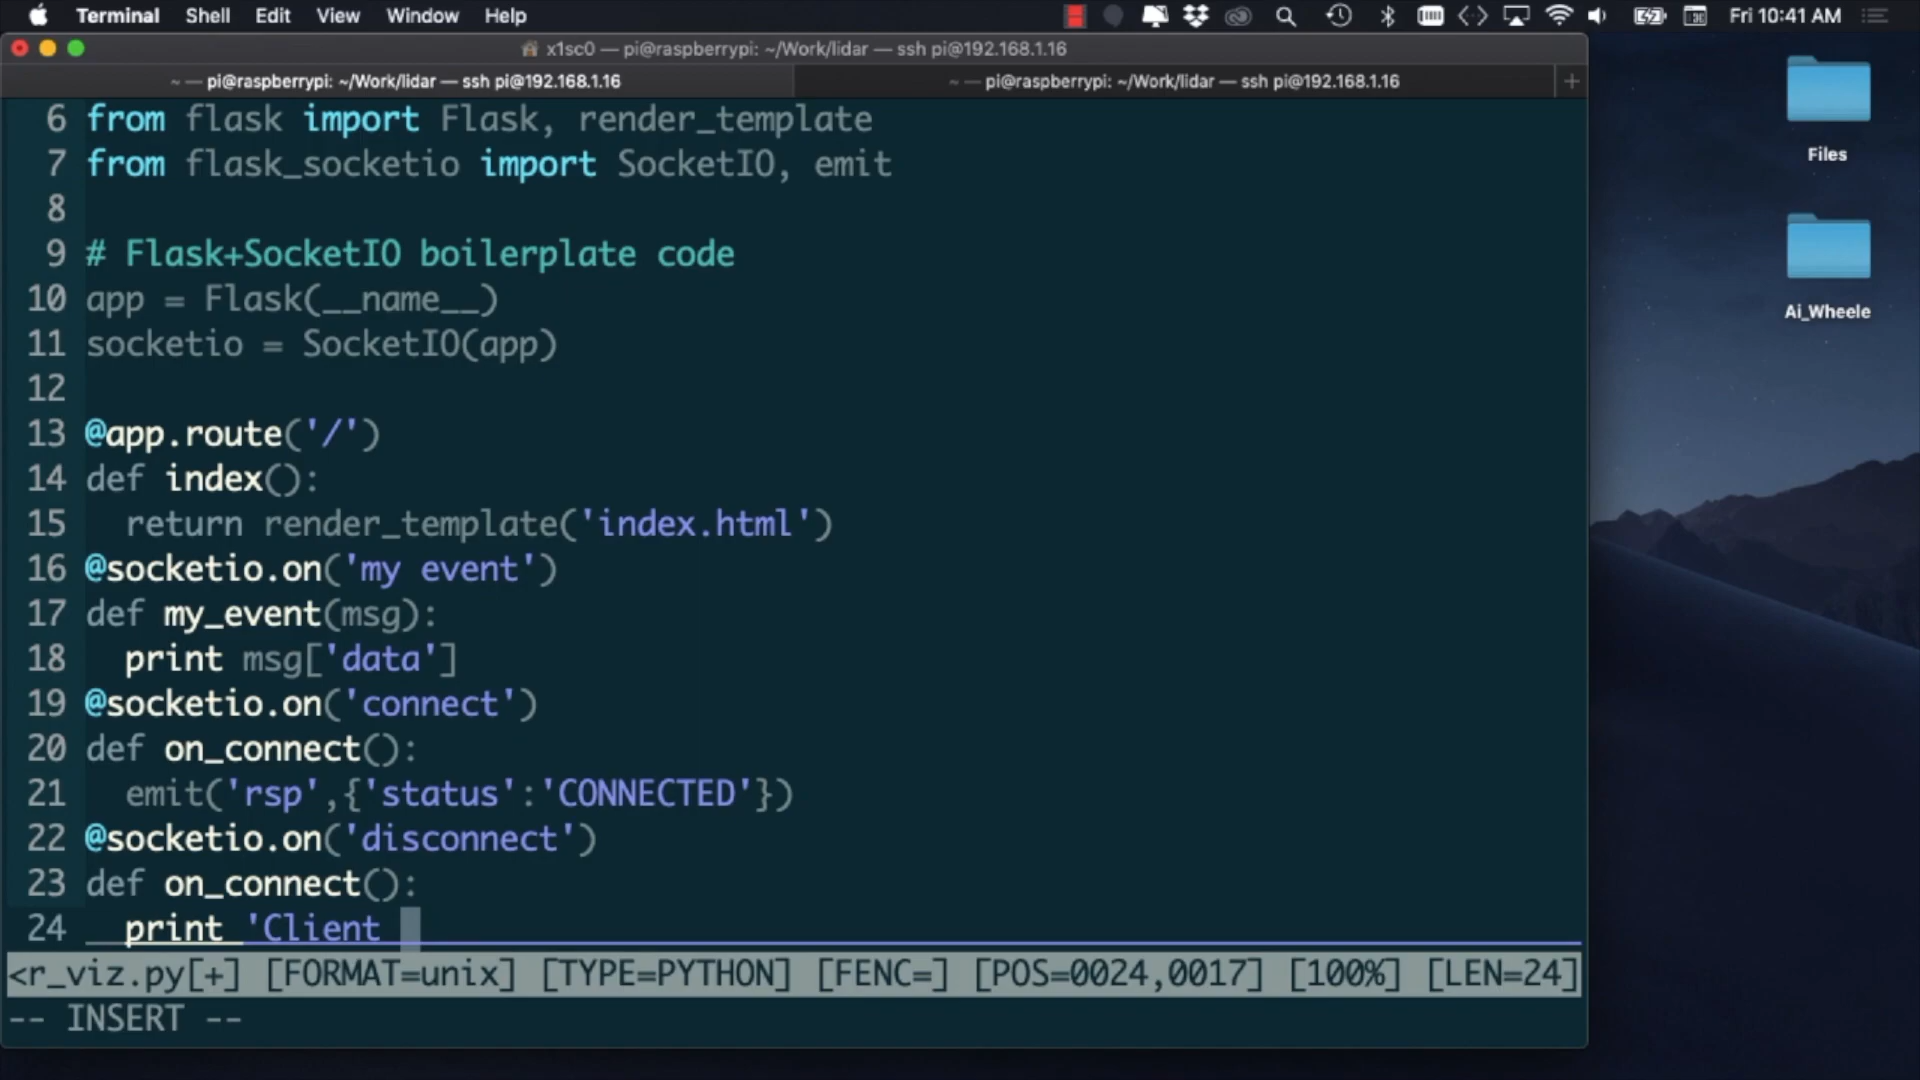 Terminal Shell Edit View Window Help Fri 10:41 AM
x1sc0 — pi@raspberrypi: ~/Work/lidar — ssh pi@192.168.1.16
~ — pi@raspberrypi: ~/Work/lidar — ssh pi@192.168.1.16
~ — pi@raspberrypi: ~/Work/lidar — ssh pi@192.168.1.16 +
6 from flask import Flask, render_template
7 from flask_socketio import SocketIO, emit
8
9 # Flask+SocketIO boilerplate code
10 app = Flask(__name__)
11 socketio = SocketIO(app)
12
13 @app.route('/')
14 def index():
15   return render_template('index.html')
16 @socketio.on('my event')
17 def my_event(msg):
18   print msg['data']
19 @socketio.on('connect')
20 def on_connect():
21   emit('rsp',{'status':'CONNECTED'})
22 @socketio.on('disconnect')
23 def on_connect():
24   print 'Client
<r_viz.py[+] [FORMAT=unix] [TYPE=PYTHON] [FENC=] [POS=0024,0017] [100%] [LEN=24]
-- INSERT --
Files
Ai_Wheele